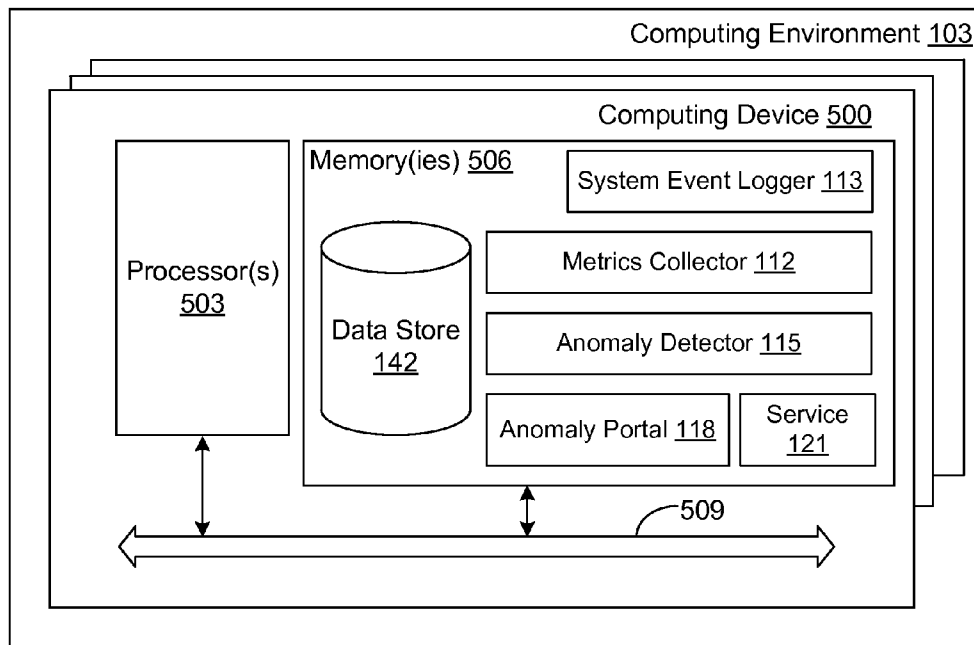 Computing Environment 103
Computing Device 500
Processor(s)
503
Memory(ies) 506
System Event Logger 113
Metrics Collector 112
Data Store
142
Anomaly Detector 115
Anomaly Portal 118
Service
121
509